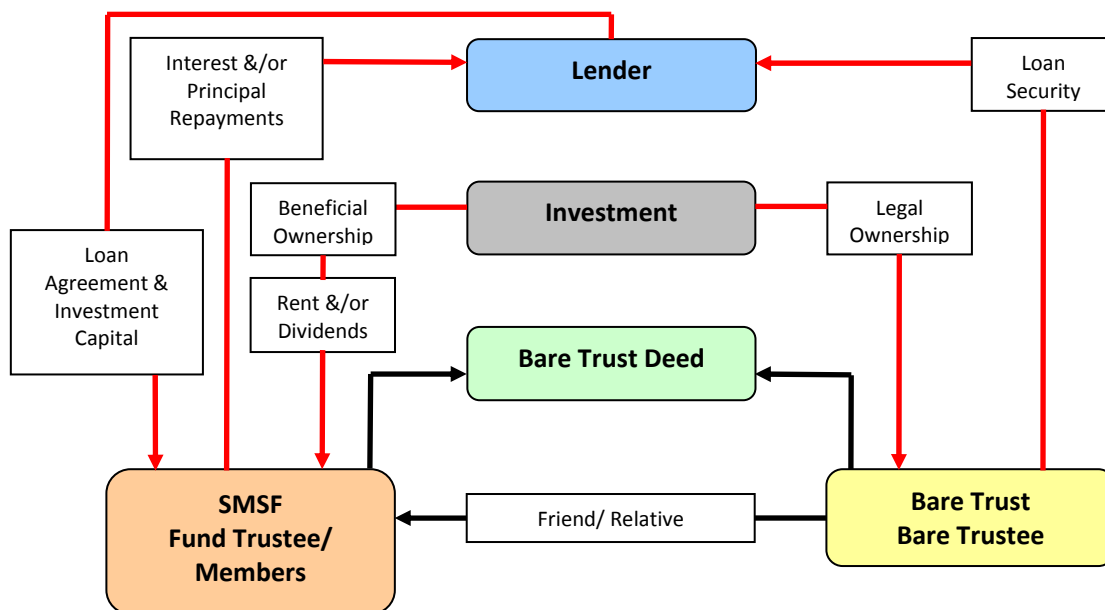 Interest &/or
Principal
Repayments
Lender
Loan
Security
Beneficial
Ownership
Investment
Legal
Ownership
Loan
Agreement &
Investment
Capital
Rent &/or
Dividends
Bare Trust Deed
SMSF
Fund Trustee/
Members
Friend/ Relative
Bare Trust
Bare Trustee